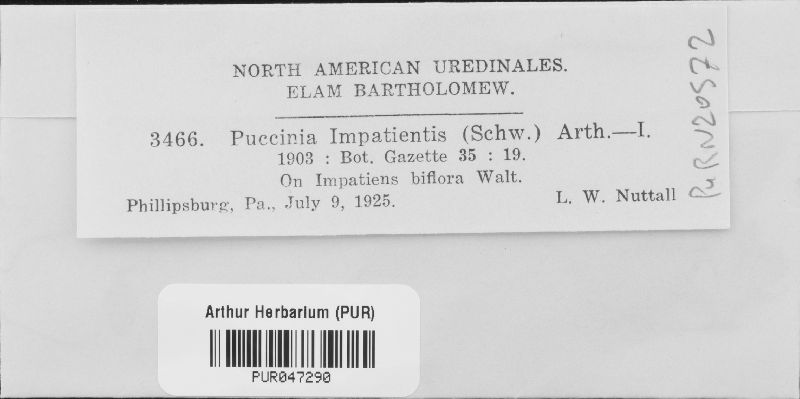 NORTH AMERICAN UREDINALES.
ELAM BARTHOLOMEW.
3466. Puccinia Impatientis (Schw.) Arth.—I.
1903 : Bot. Gazette 35 : 19.
On Impatiens biflora Walt.
Phillipsburg, Pa., July 9, 1925. L. W. Nuttall
PURN20572
Arthur Herbarium (PUR)
PUR047290